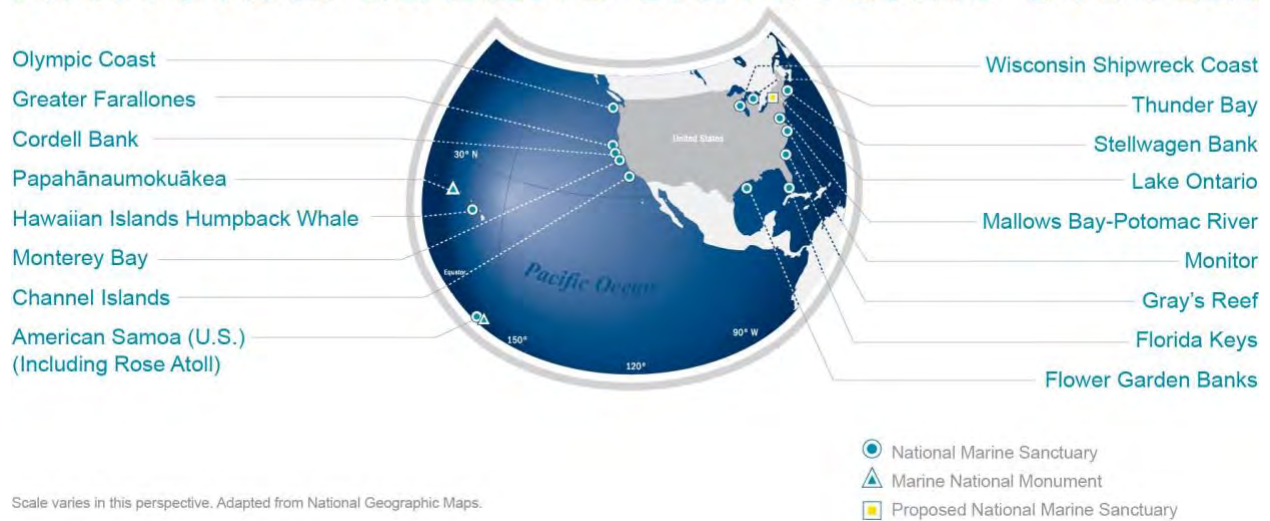 Olympic Coast
Greater Farallones
Cordell Bank
Papahānaumokuākea
Hawaiian Islands Humpback Whale
Monterey Bay
Channel Islands
American Samoa (U.S.)
(Including Rose Atoll)
30° N
Equator
150°
120°
90° W
Pacific Ocean
United States
Wisconsin Shipwreck Coast
Thunder Bay
Stellwagen Bank
Lake Ontario
Mallows Bay-Potomac River
Monitor
Gray's Reef
Florida Keys
Flower Garden Banks
National Marine Sanctuary
Marine National Monument
Proposed National Marine Sanctuary
Scale varies in this perspective. Adapted from National Geographic Maps.